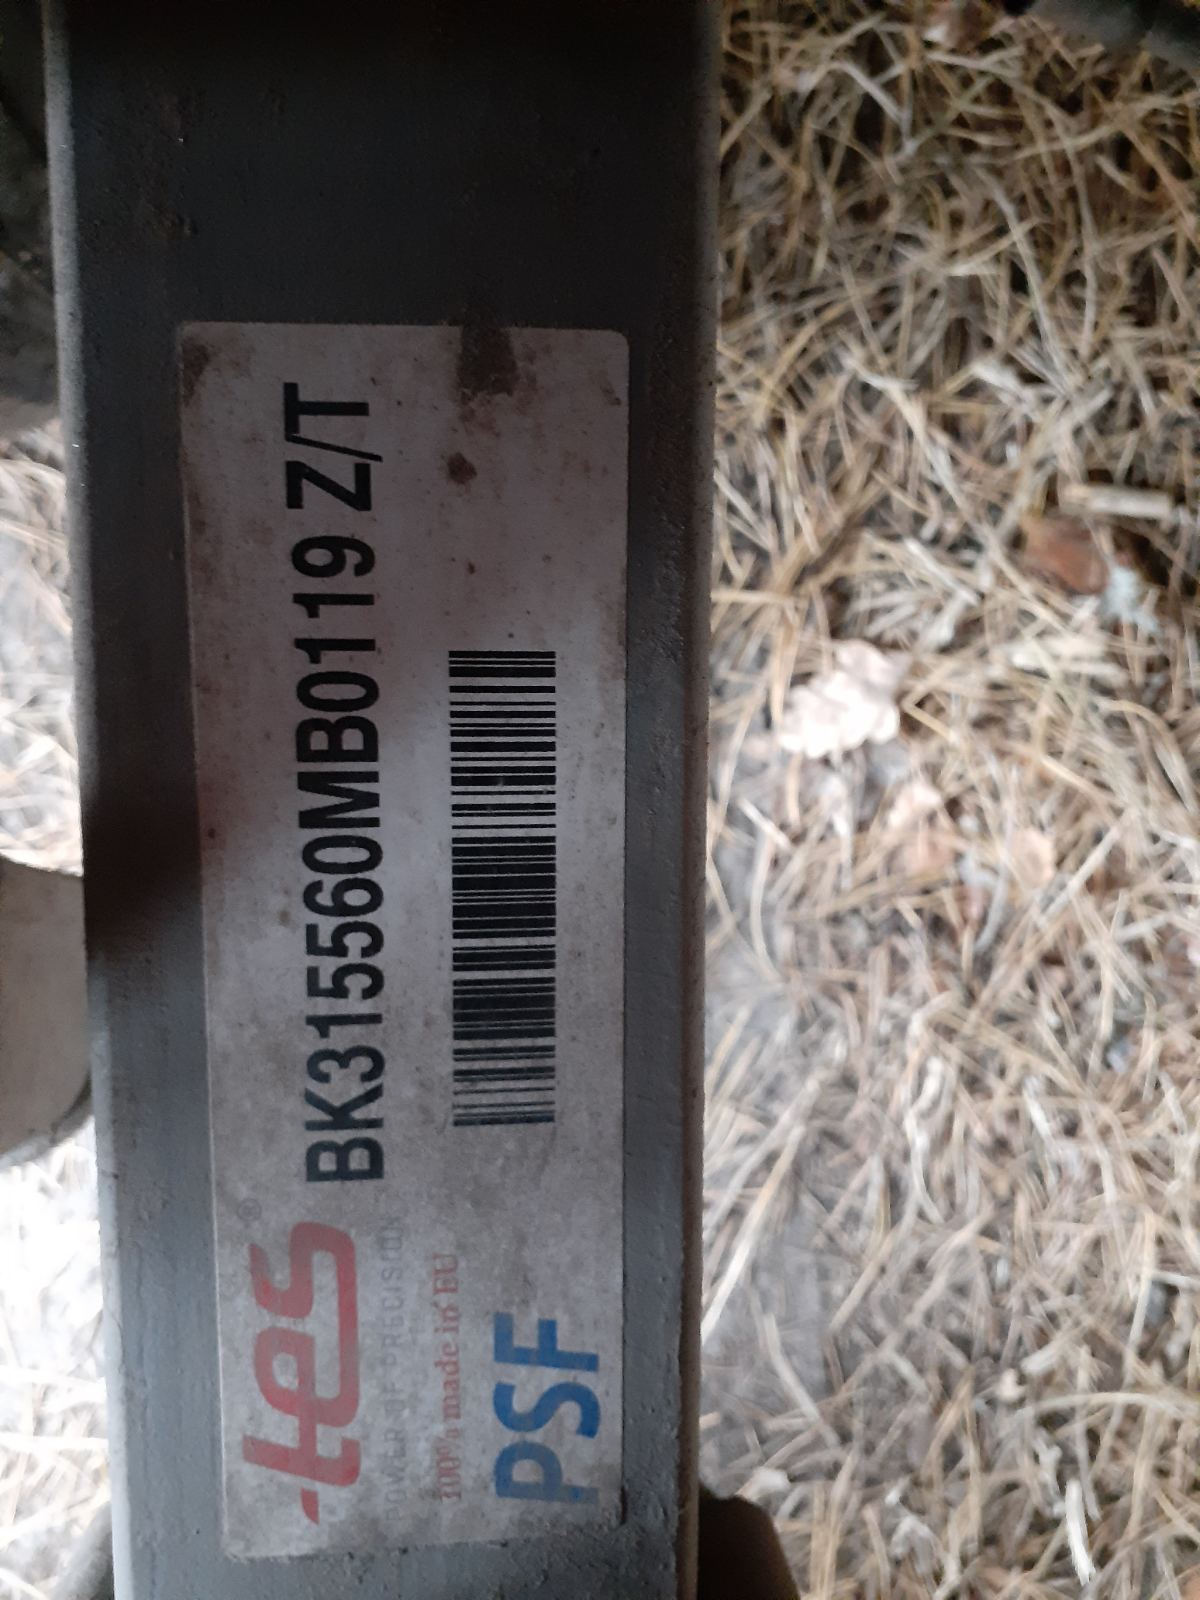 tes®
POWER OF PRECISION
100% made in EU
PSF
BK315560MB0119 Z/T